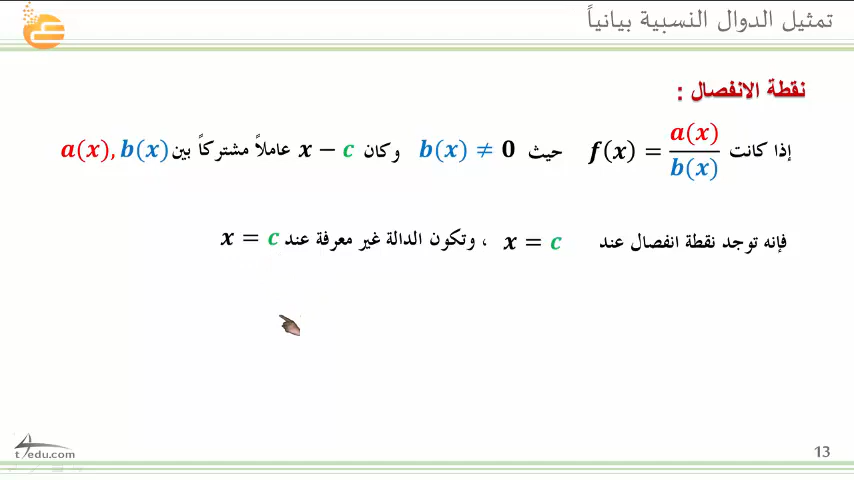 تمثيل الدوال النسبية بيانياً
نقطة الانفصال :
إذا كانت f(x) = a(x)/b(x) حيث b(x) ≠ 0 وكان x − c عاملاً مشتركاً بين a(x), b(x)
فإنه توجد نقطة انفصال عند x = c ، وتكون الدالة غير معرفة عند x = c
t4edu.com
13